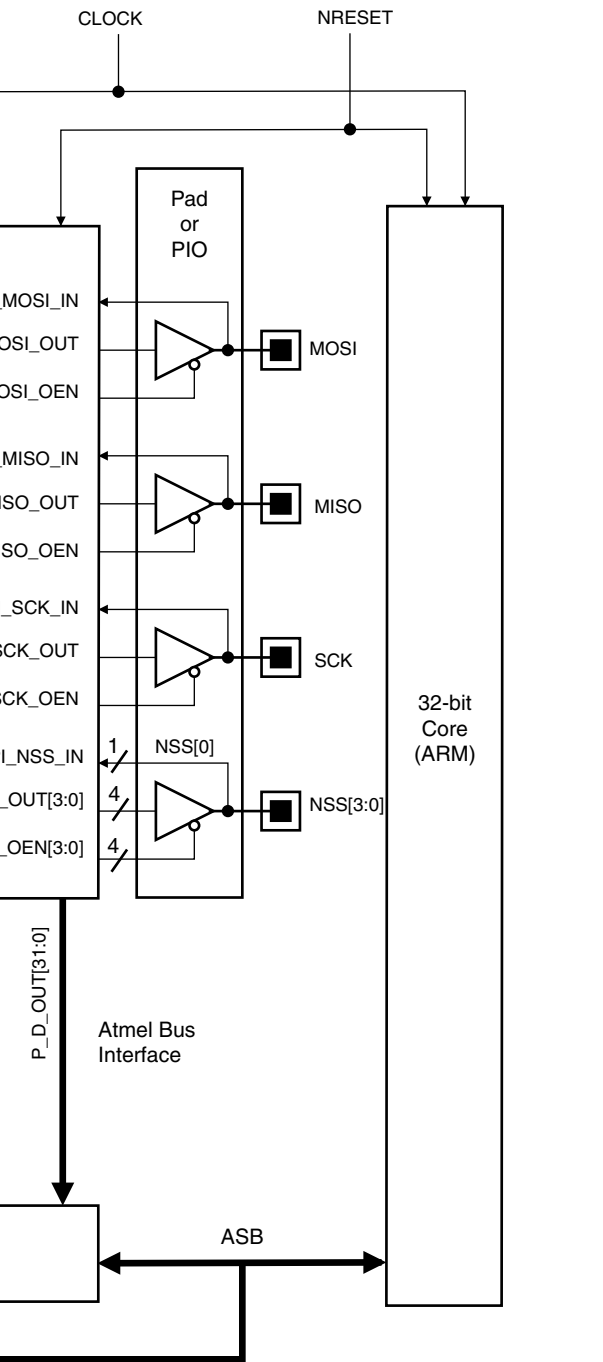 CLOCK
NRESET
Pad
or
PIO
_MOSI_IN
OSI_OUT
OSI_OEN
MOSI
_MISO_IN
ISO_OUT
SO_OEN
MISO
_SCK_IN
SCK_OUT
SCK_OEN
SCK
I_NSS_IN
1
NSS[0]
_OUT[3:0]
4
NSS[3:0]
_OEN[3:0]
4
32-bit
Core
(ARM)
P_D_OUT[31:0]
Atmel Bus
Interface
ASB